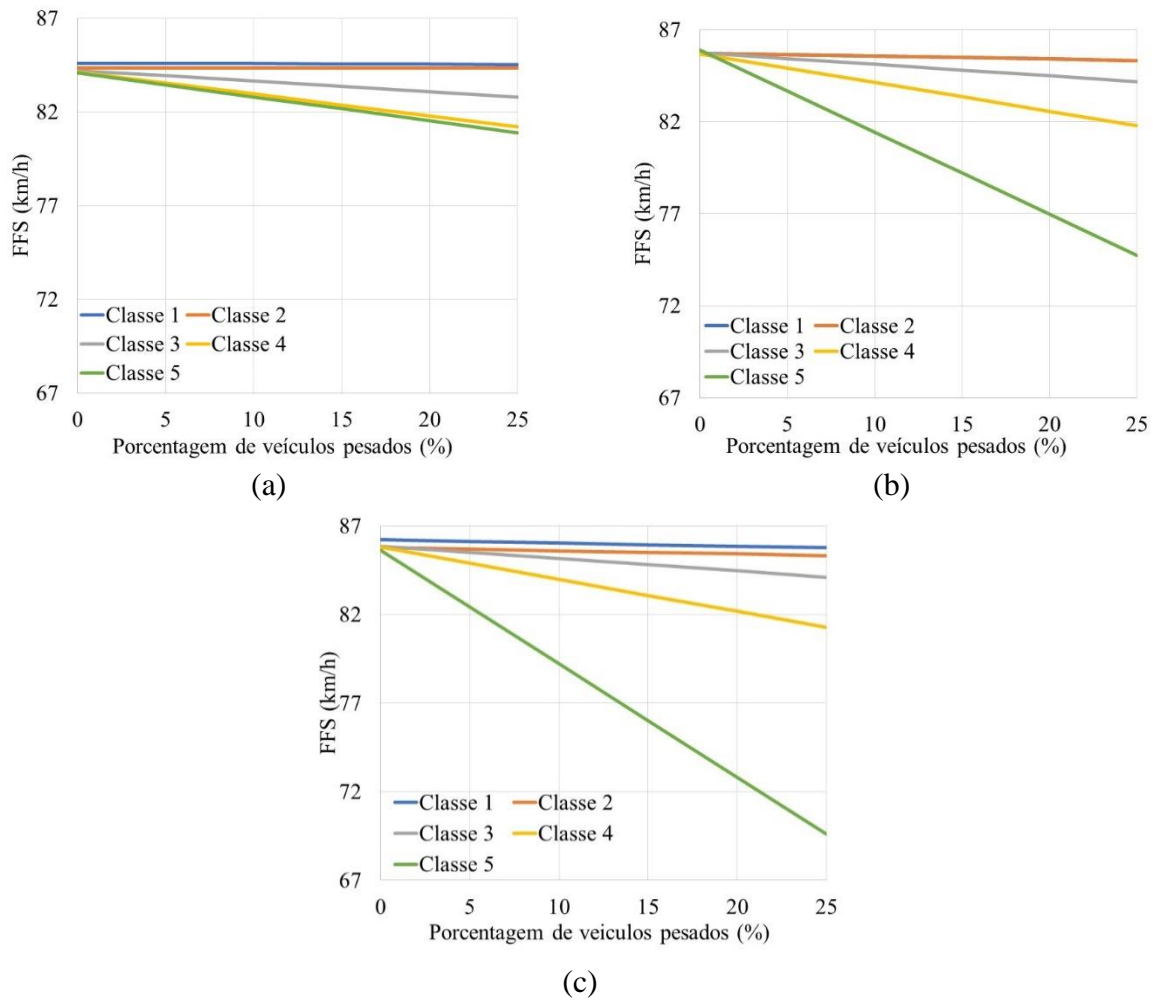 87
82
77
72
67
FFS (km/h)
Classe 1 Classe 2
Classe 3 Classe 4
Classe 5
0 5 10 15 20 25
Porcentagem de veículos pesados (%)
(a)
87
82
77
72
67
FFS (km/h)
Classe 1 Classe 2
Classe 3 Classe 4
Classe 5
0 5 10 15 20 25
Porcentagem de veículos pesados (%)
(b)
87
82
77
72
67
FFS (km/h)
Classe 1 Classe 2
Classe 3 Classe 4
Classe 5
0 5 10 15 20 25
Porcentagem de veiculos pesados (%)
(c)